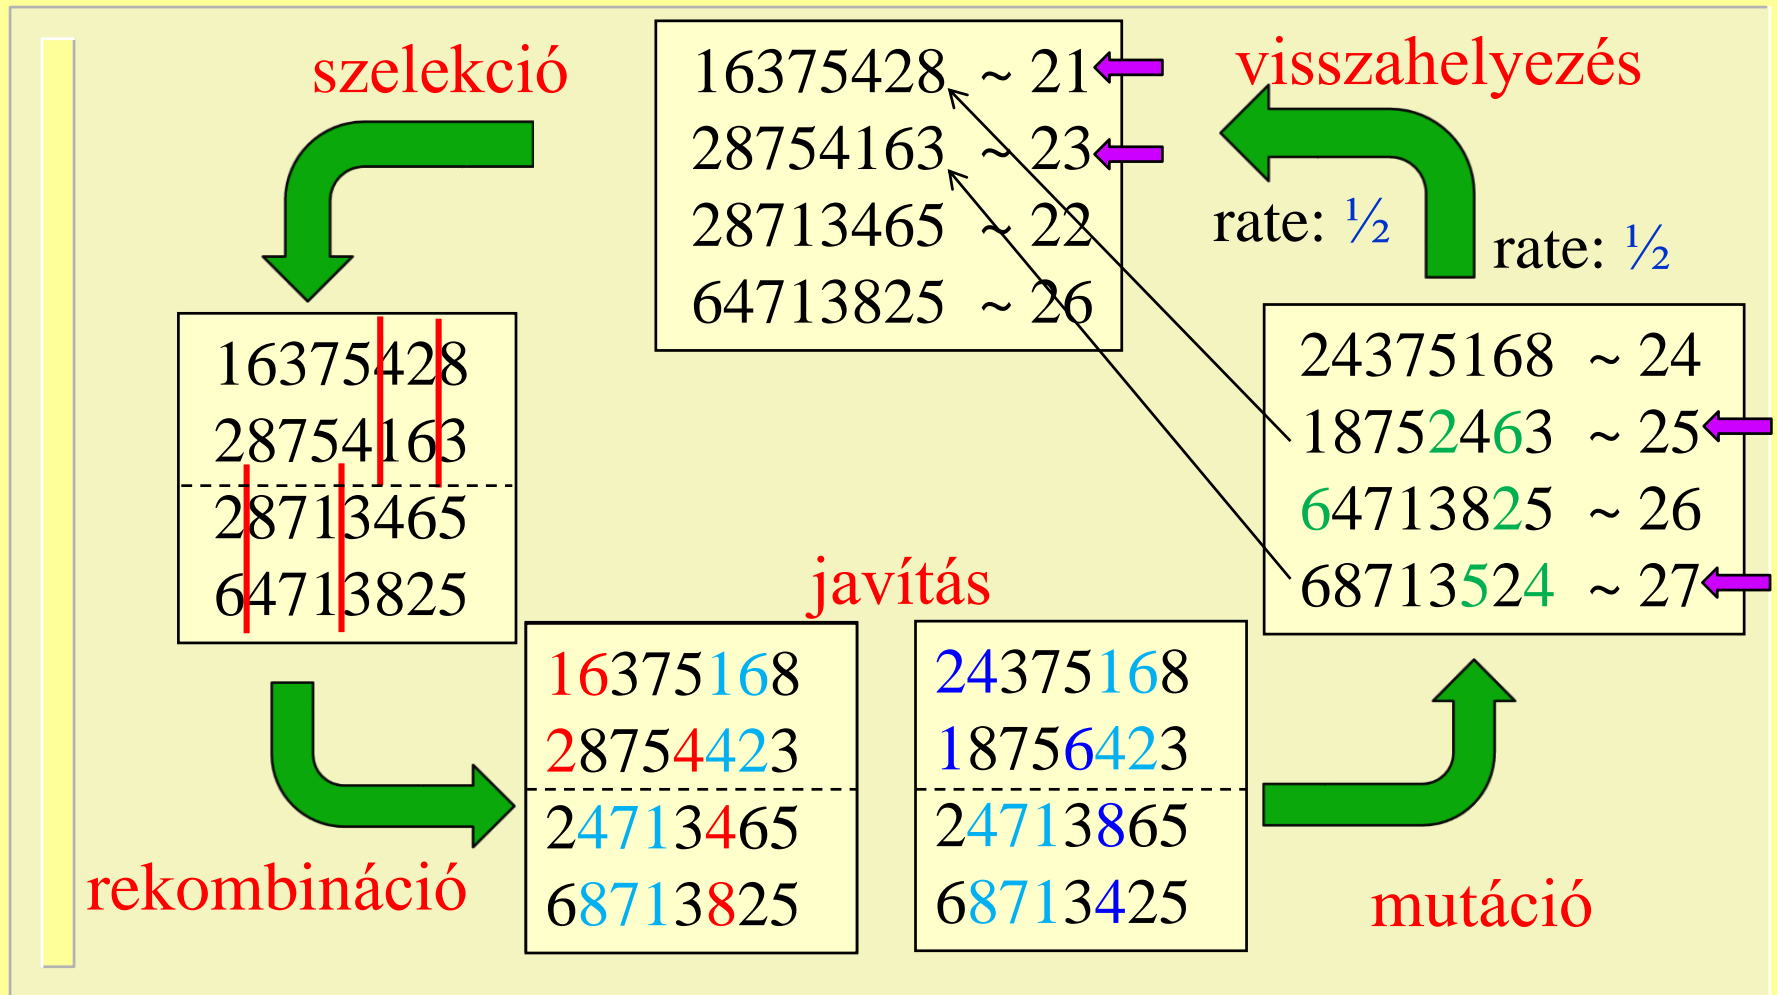 szelekció
16375428 ~ 21
28754163 ~ 23
28713465 ~ 22
64713825 ~ 26
visszahelyezés
rate: ½
rate: ½
16375428
28754163
28713465
64713825
rekombináció
javítás
16375168
28754423
24713465
68713825
24375168
18756423
24713865
68713425
mutáció
24375168 ~ 24
18752463 ~ 25
64713825 ~ 26
68713524 ~ 27